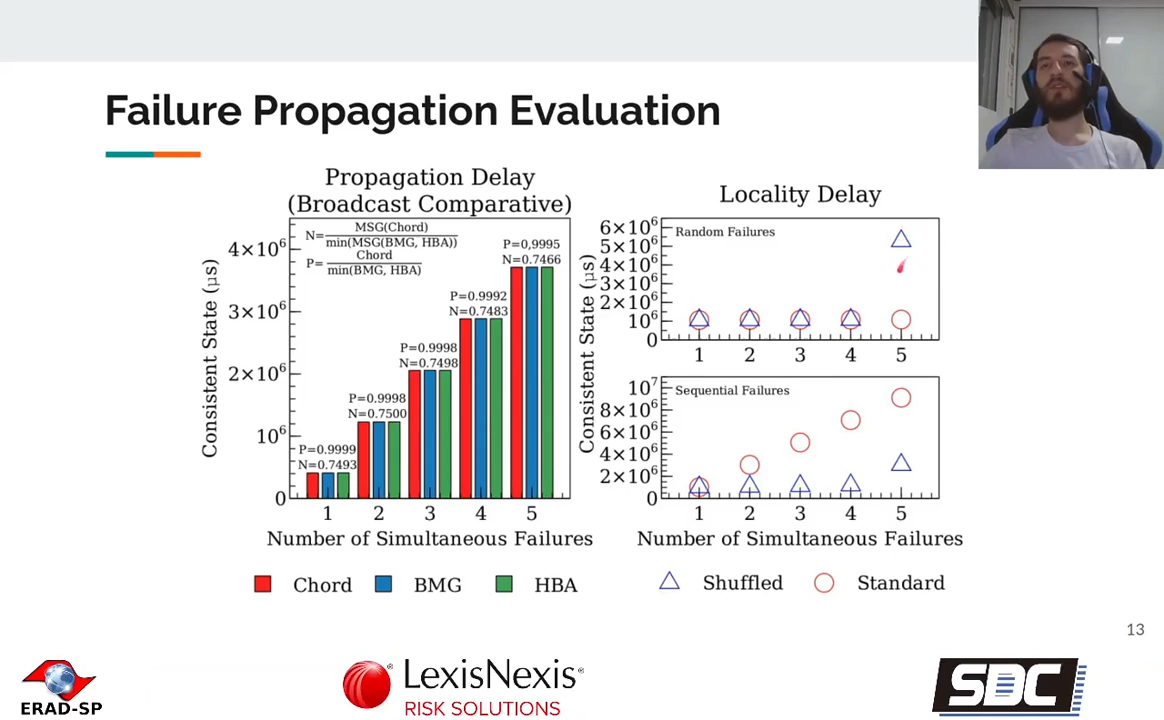 Failure Propagation Evaluation
Propagation Delay
(Broadcast Comparative)
N= MSG(Chord)
min(MSG(BMG, HBA))
P= Chord
min(BMG, HBA)
Consistent State (μs)
4×10⁶
3×10⁶
2×10⁶
10⁶
0
P=0.9999
N=0.7493
P=0.9998
N=0.7500
P=0.9998
N=0.7498
P=0.9992
N=0.7483
P=0,9995
N=0.7466
1 2 3 4 5
Number of Simultaneous Failures
Chord BMG HBA
Locality Delay
Consistent State (μs)
Random Failures
6×10⁶
5×10⁶
4×10⁶
3×10⁶
2×10⁶
10⁶
0
1 2 3 4 5
Sequential Failures
10⁷
8×10⁶
6×10⁶
4×10⁶
2×10⁶
0
1 2 3 4 5
Number of Simultaneous Failures
Shuffled Standard
13
ERAD-SP
LexisNexis®
RISK SOLUTIONS
SDC